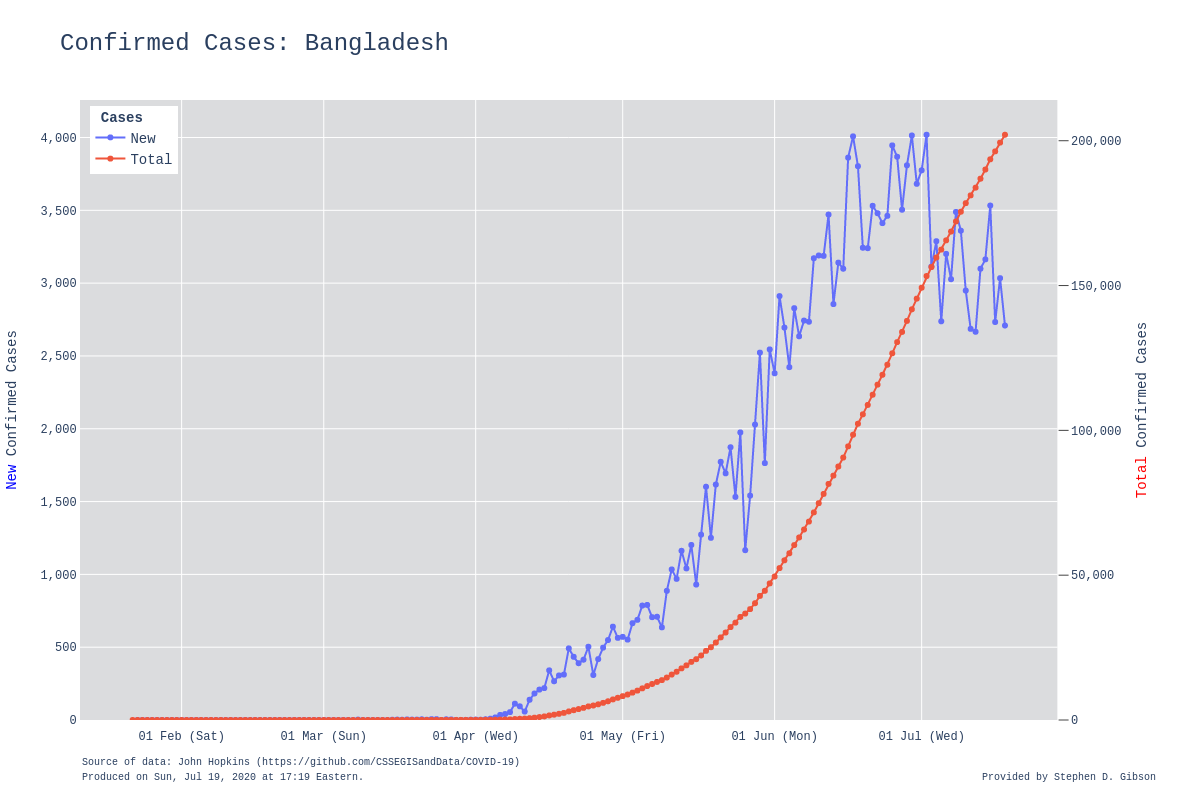 Confirmed Cases: Bangladesh
Cases
New
Total
4,000
3,500
3,000
2,500
2,000
1,500
1,000
500
0
200,000
150,000
100,000
50,000
0
New Confirmed Cases
Total Confirmed Cases
01 Feb (Sat)
01 Mar (Sun)
01 Apr (Wed)
01 May (Fri)
01 Jun (Mon)
01 Jul (Wed)
Source of data: John Hopkins (https://github.com/CSSEGISandData/COVID-19)
Produced on Sun, Jul 19, 2020 at 17:19 Eastern.
Provided by Stephen D. Gibson